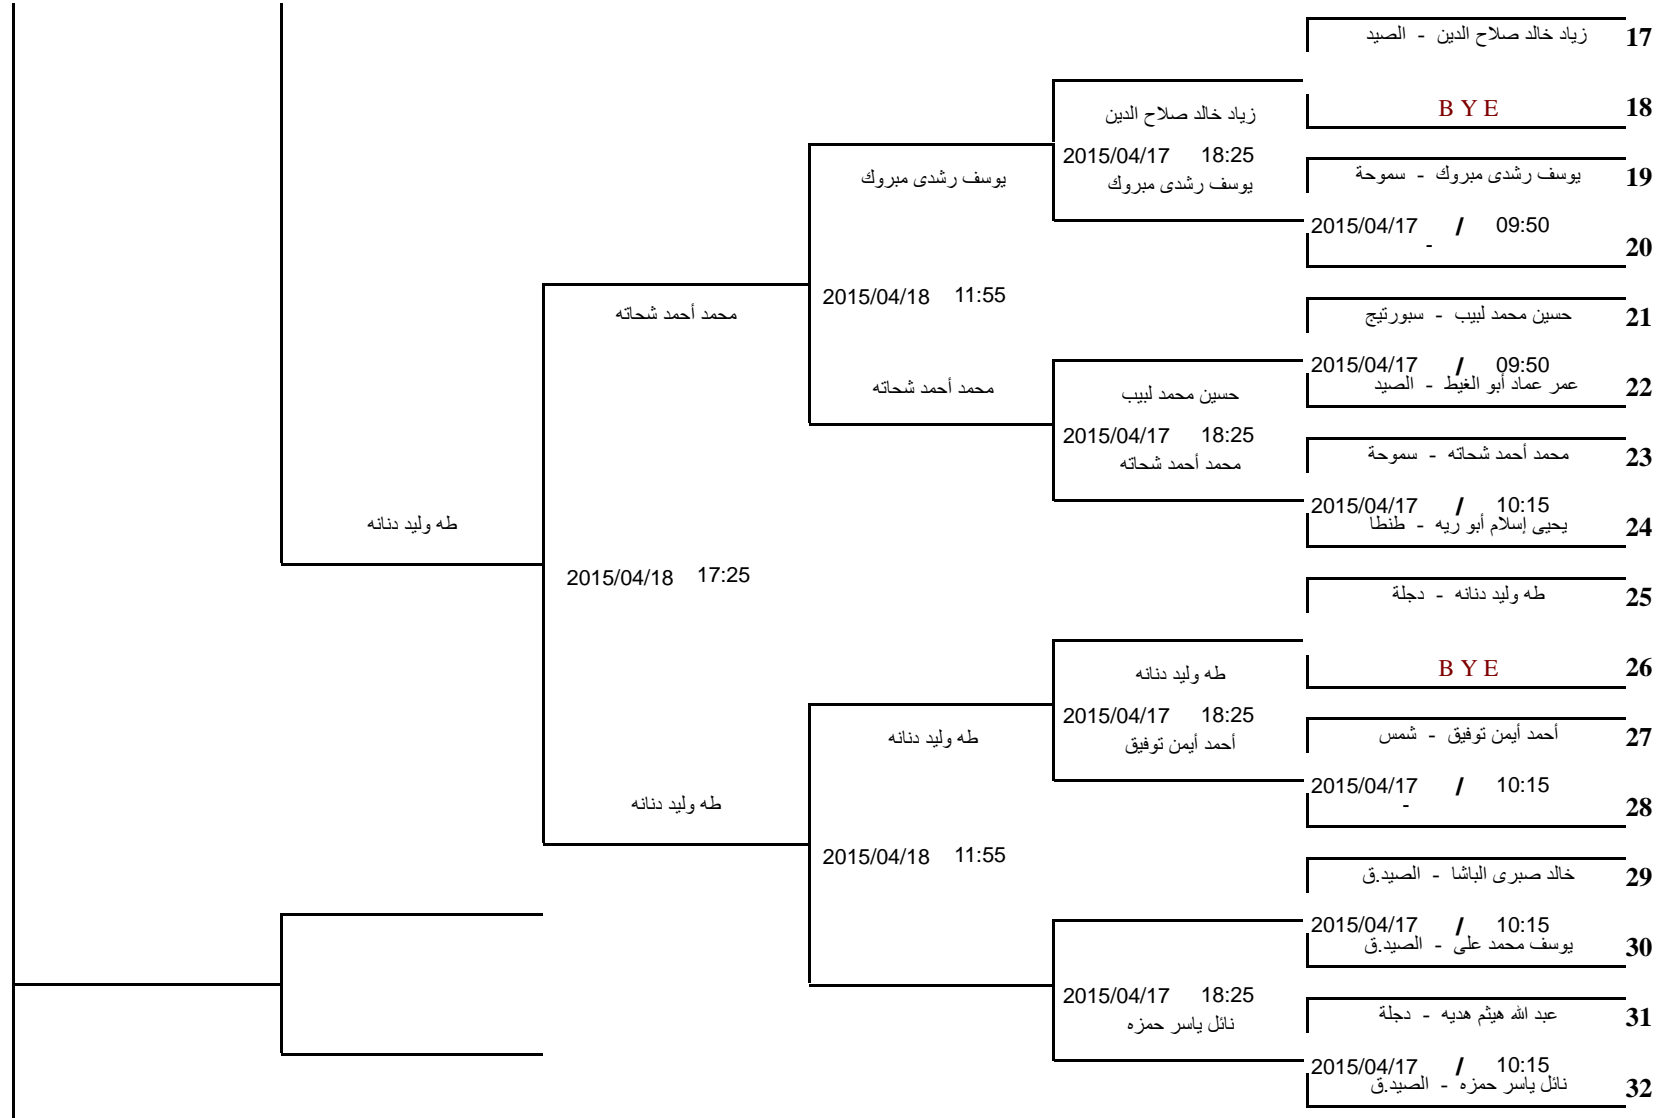 زياد خالد صلاح الدين - الصيد 17
B Y E 18
زياد خالد صلاح الدين
2015/04/17 18:25
يوسف رشدى مبروك
يوسف رشدى مبروك - سموحة 19
2015/04/17 / 09:50
- 20
يوسف رشدى مبروك
2015/04/18 11:55
محمد أحمد شحاته
حسين محمد لبيب - سبورتيج 21
2015/04/17 / 09:50
عمر عماد أبو الغيط - الصيد 22
حسين محمد لبيب
2015/04/17 18:25
محمد أحمد شحاته
محمد أحمد شحاته - سموحة 23
2015/04/17 / 10:15
يحيى إسلام أبو ريه - طنطا 24
محمد أحمد شحاته
2015/04/18 17:25
طه وليد دنانه
طه وليد دنانه
طه وليد دنانه - دجلة 25
B Y E 26
طه وليد دنانه
2015/04/17 18:25
أحمد أيمن توفيق
أحمد أيمن توفيق - شمس 27
2015/04/17 / 10:15
- 28
طه وليد دنانه
2015/04/18 11:55
خالد صبرى الباشا - الصيد.ق 29
2015/04/17 / 10:15
يوسف محمد على - الصيد.ق 30
2015/04/17 18:25
نائل ياسر حمزه
عبد الله هيثم هديه - دجلة 31
2015/04/17 / 10:15
نائل ياسر حمزه - الصيد.ق 32